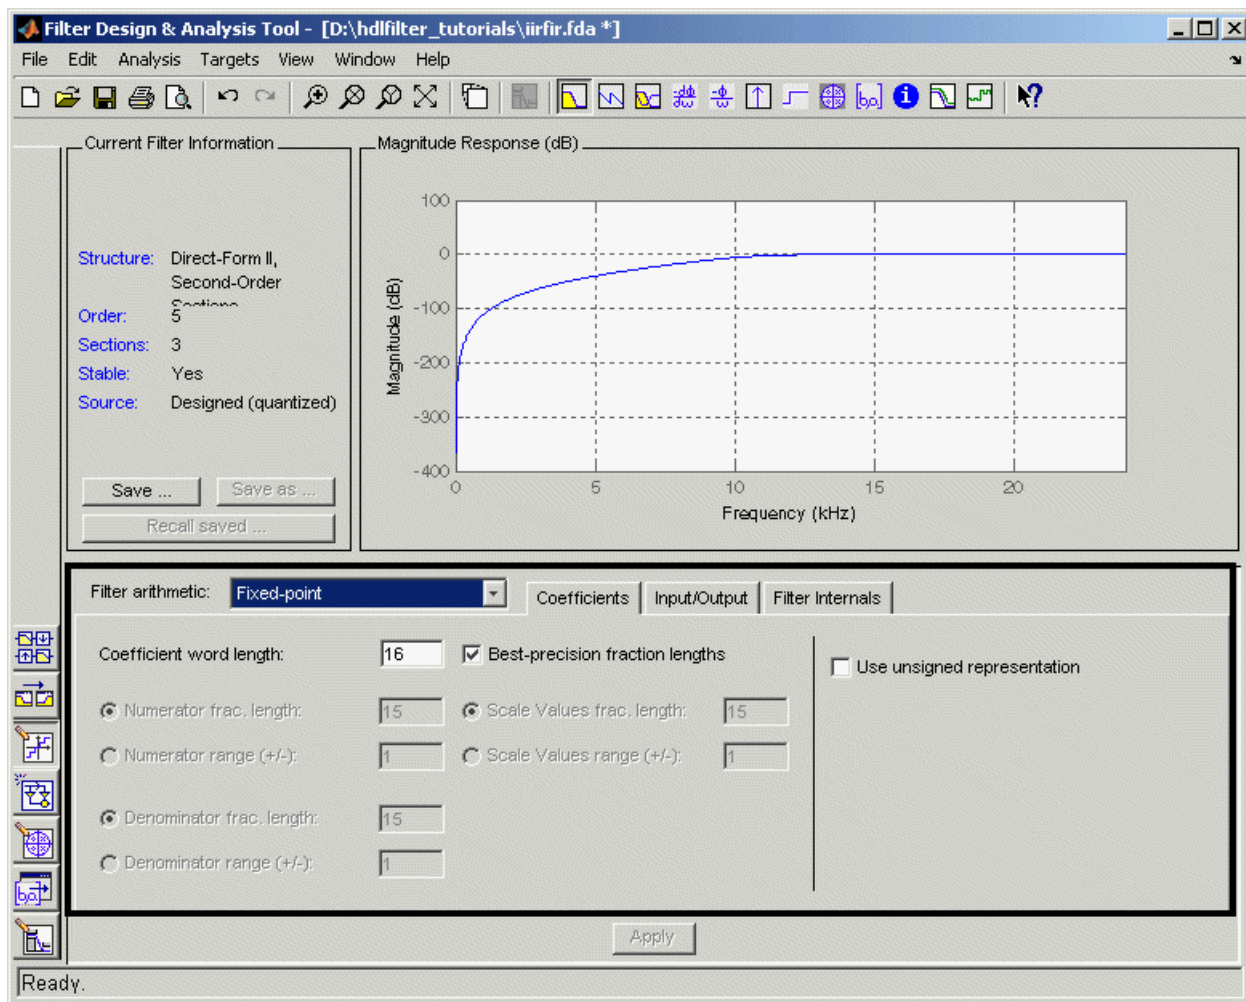 Filter Design & Analysis Tool - [D:\hdlfilter_tutorials\iirfir.fda *]
File Edit Analysis Targets View Window Help
Current Filter Information
Structure: Direct-Form II,
Second-Order
Sections
Order: 5
Sections: 3
Stable: Yes
Source: Designed (quantized)
Save ... Save as ...
Recall saved ...
Magnitude Response (dB)
100
0
-100
-200
-300
-400
Magnitude (dB)
0 5 10 15 20
Frequency (kHz)
Filter arithmetic: Fixed-point Coefficients Input/Output Filter Internals
Coefficient word length: 16 Best-precision fraction lengths
Use unsigned representation
Numerator frac. length: 15 Scale Values frac. length: 15
Numerator range (+/-): 1 Scale Values range (+/-): 1
Denominator frac. length: 15
Denominator range (+/-): 1
Apply
Ready.